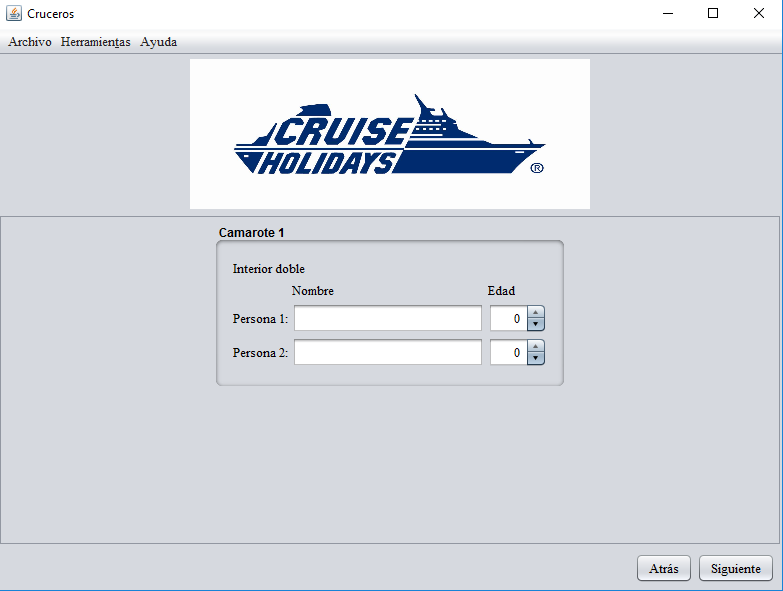 Cruceros
Archivo Herramientas Ayuda
CRUISE
HOLIDAYS ®
Camarote 1
Interior doble
Nombre Edad
Persona 1: 0
Persona 2: 0
Atrás Siguiente